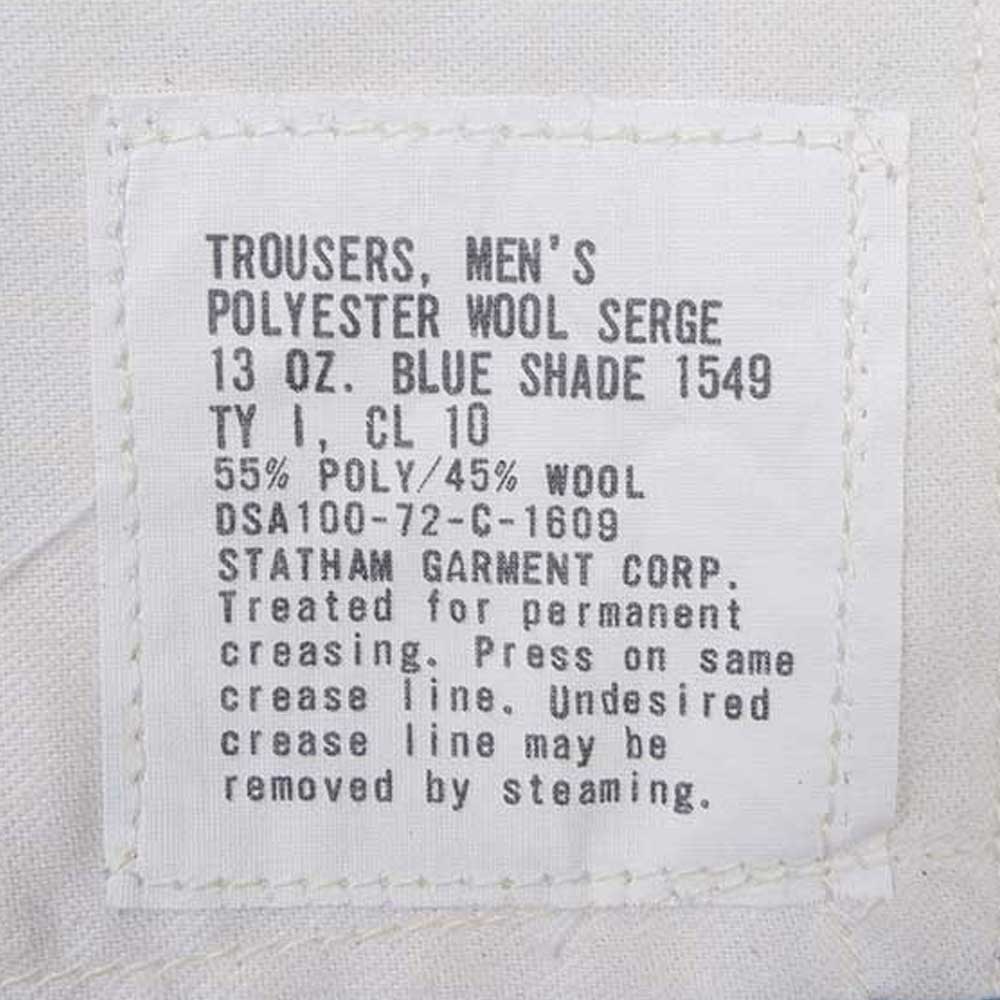 TROUSERS, MEN'S
POLYESTER WOOL SERGE
13 OZ. BLUE SHADE 1549
TY I, CL 10
55% POLY/45% WOOL
DSA100-72-C-1609
STATHAM GARMENT CORP.
Treated for permanent
creasing. Press on same
crease line. Undesired
crease line may be
removed by steaming.